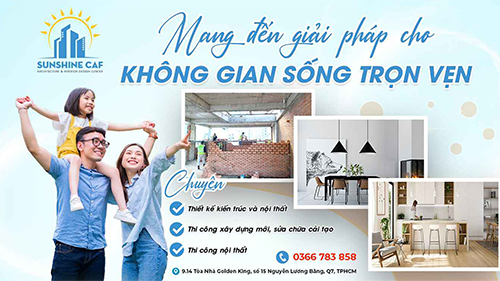 SUNSHINE CAF
ARCHITECTURE & INTERIOR DESIGN CENTER
Mang đến giải pháp cho
KHÔNG GIAN SỐNG TRỌN VẸN
Chuyên
Thiết kế kiến trúc và nội thất
Thi công xây dựng mới, sửa chữa cải tạo
Thi công nội thất
0366 783 858
9.14 Tòa Nhà Golden King, số 15 Nguyễn Lương Bằng, Q7, TPHCM